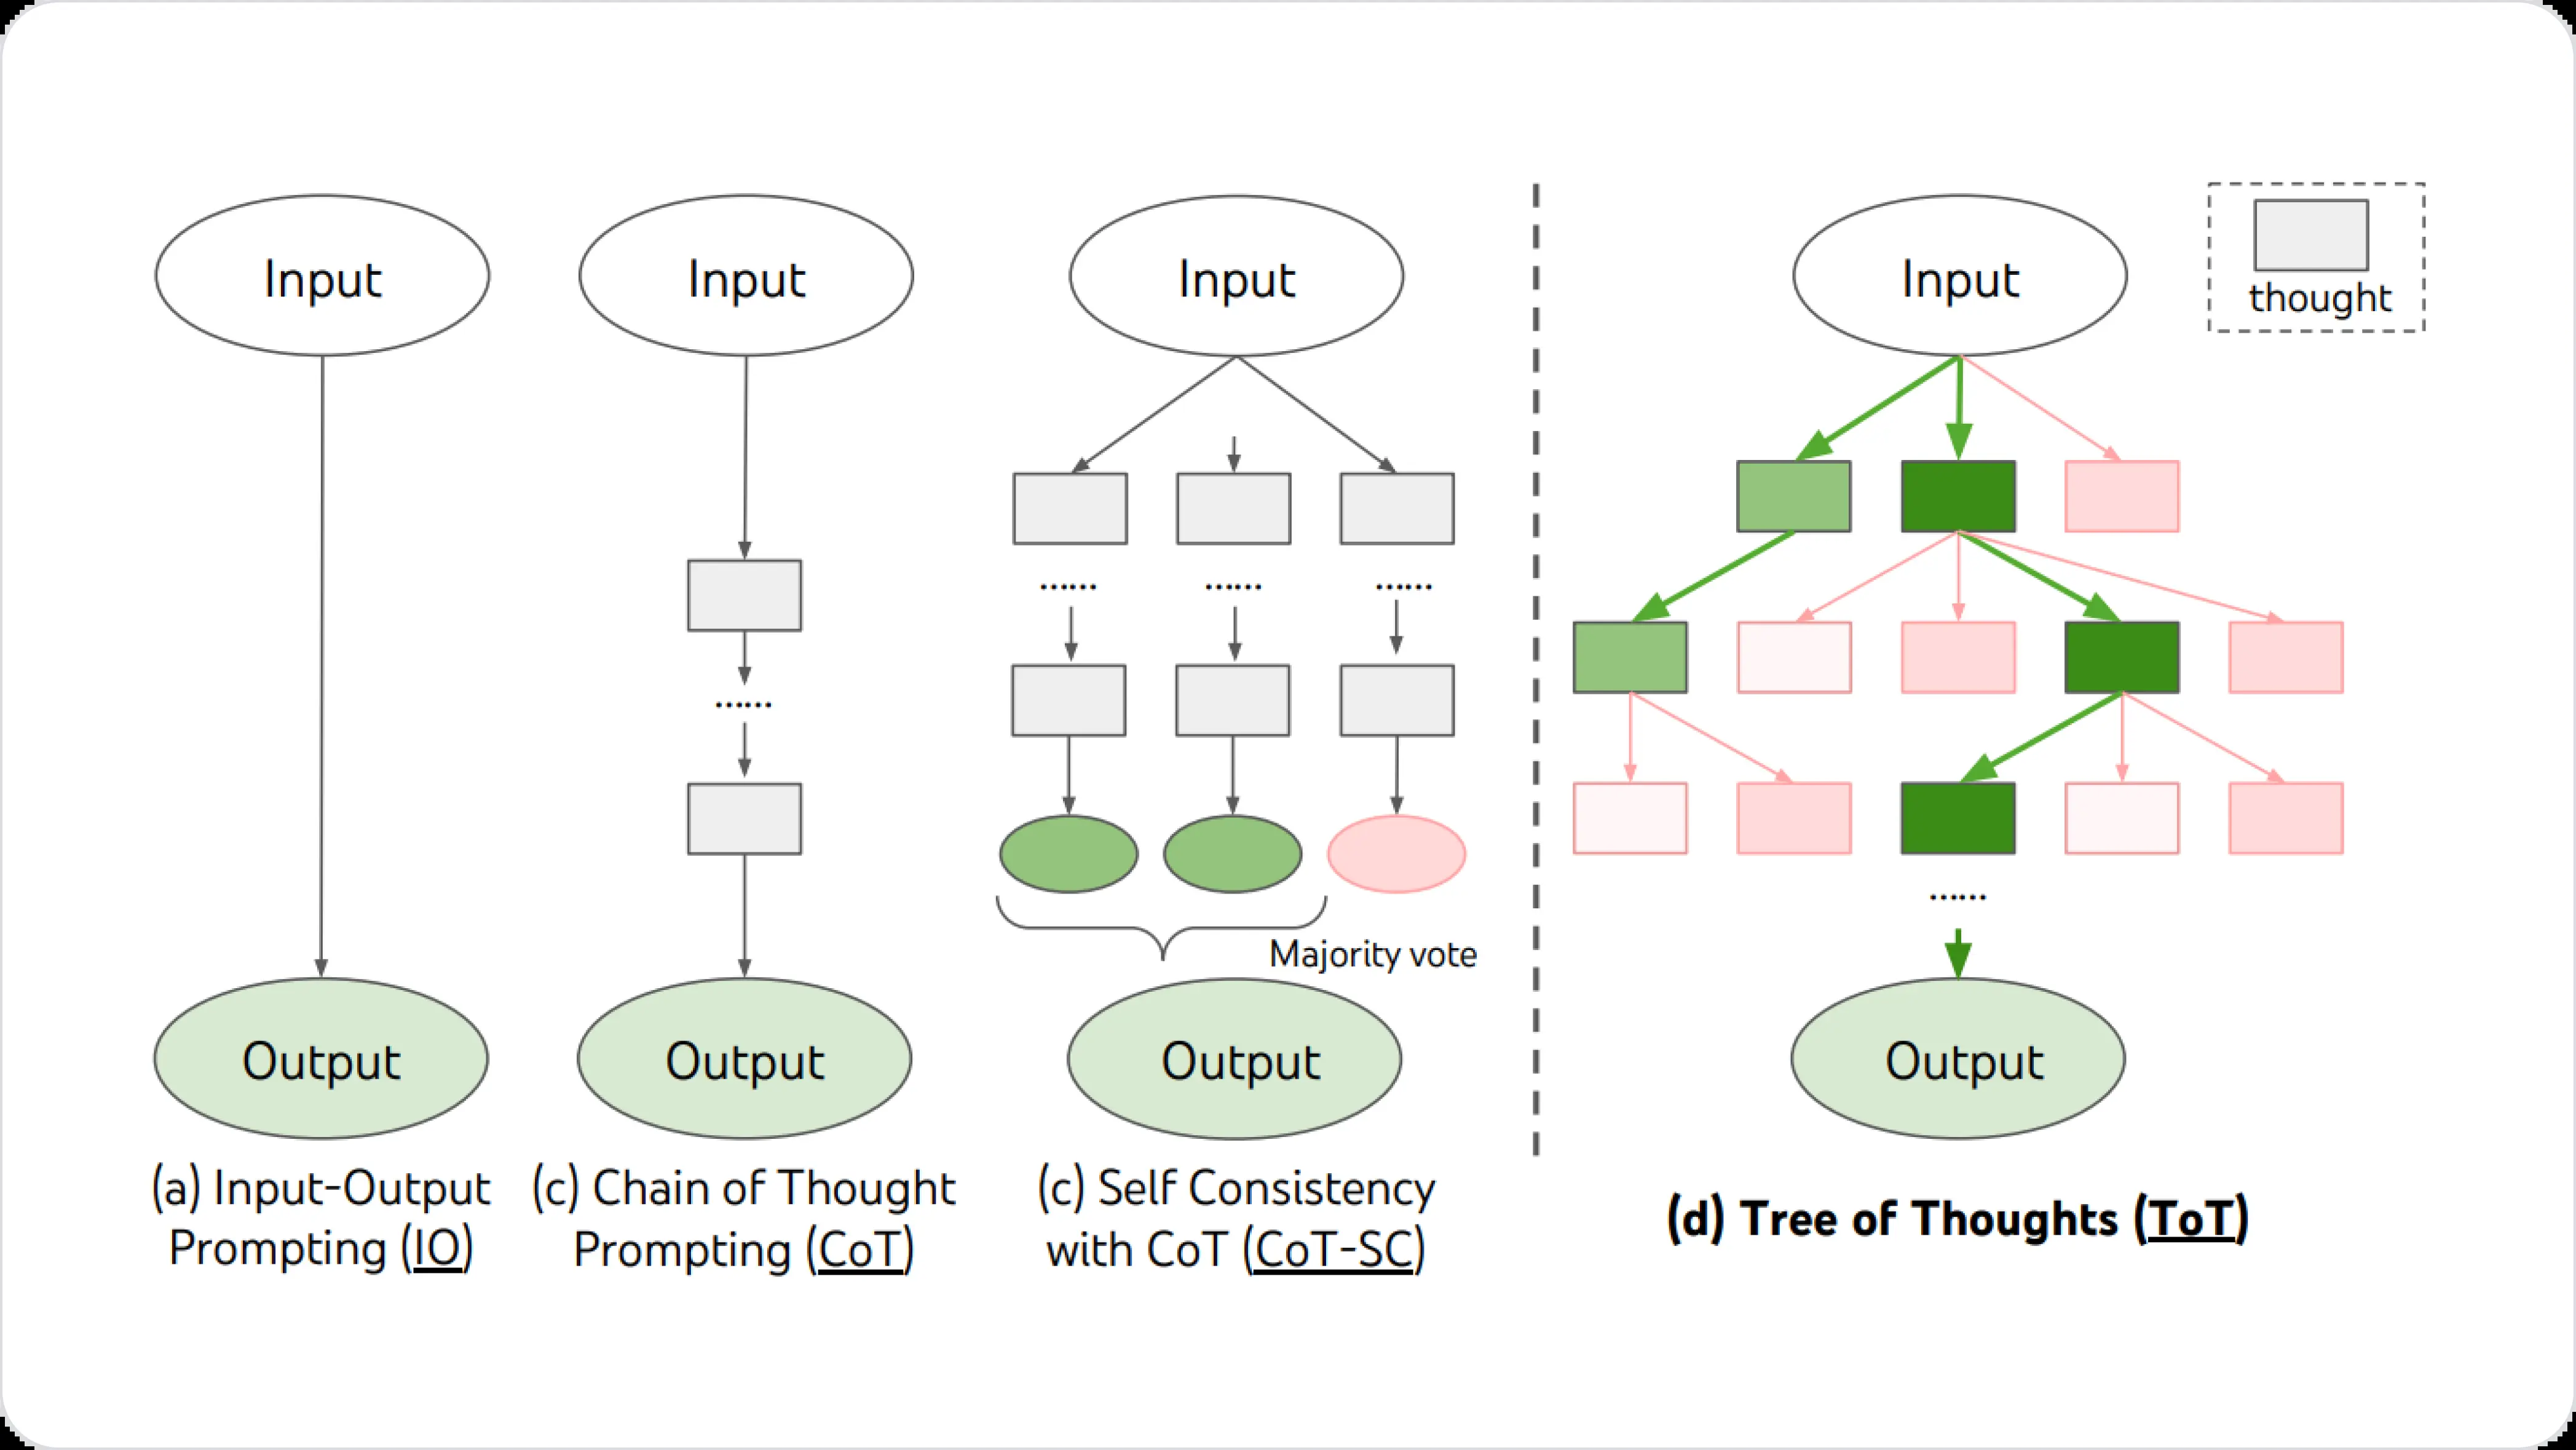 Input
Input
Input
Input
thought
......
......
......
......
......
Majority vote
Output
Output
Output
Output
(a) Input-Output
Prompting (IO)
(c) Chain of Thought
Prompting (CoT)
(c) Self Consistency
with CoT (CoT-SC)
(d) Tree of Thoughts (ToT)